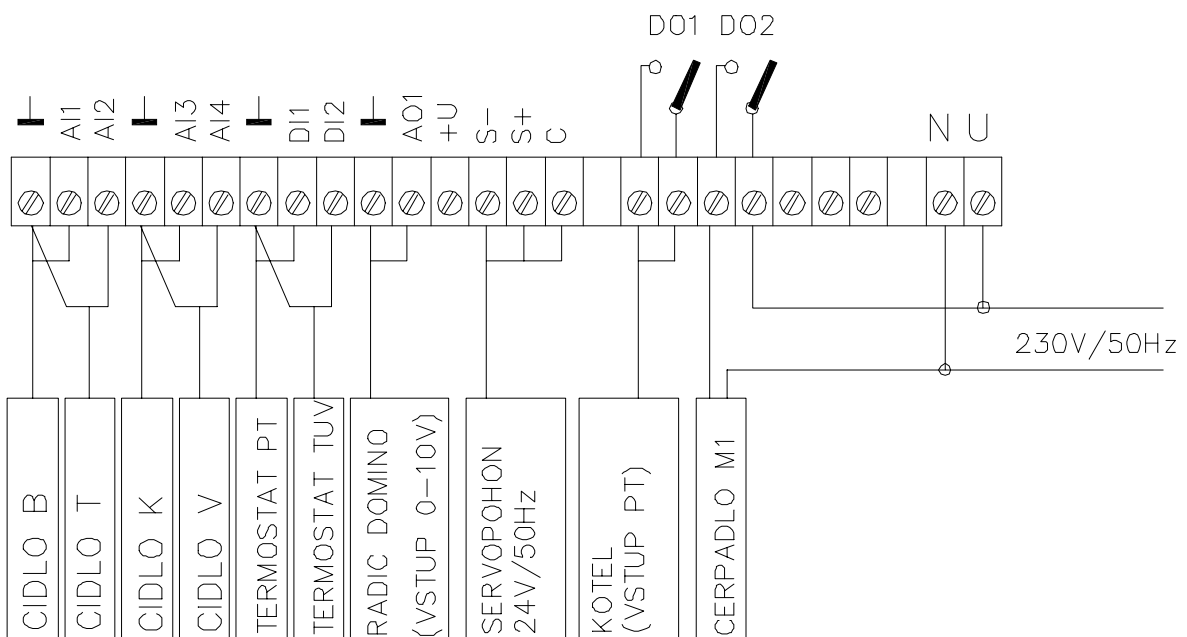 DO1 DO2
AI1
AI2
AI3
AI4
DI1
DI2
AO1
+U
S-
S+
C
N U
230V/50Hz
CIDLO B
CIDLO T
CIDLO K
CIDLO V
TERMOSTAT PT
TERMOSTAT TUV
RADIC DOMINO
(VSTUP 0-10V)
SERVOPOHON
24V/50Hz
KOTEL
(VSTUP PT)
CERPADLO M1